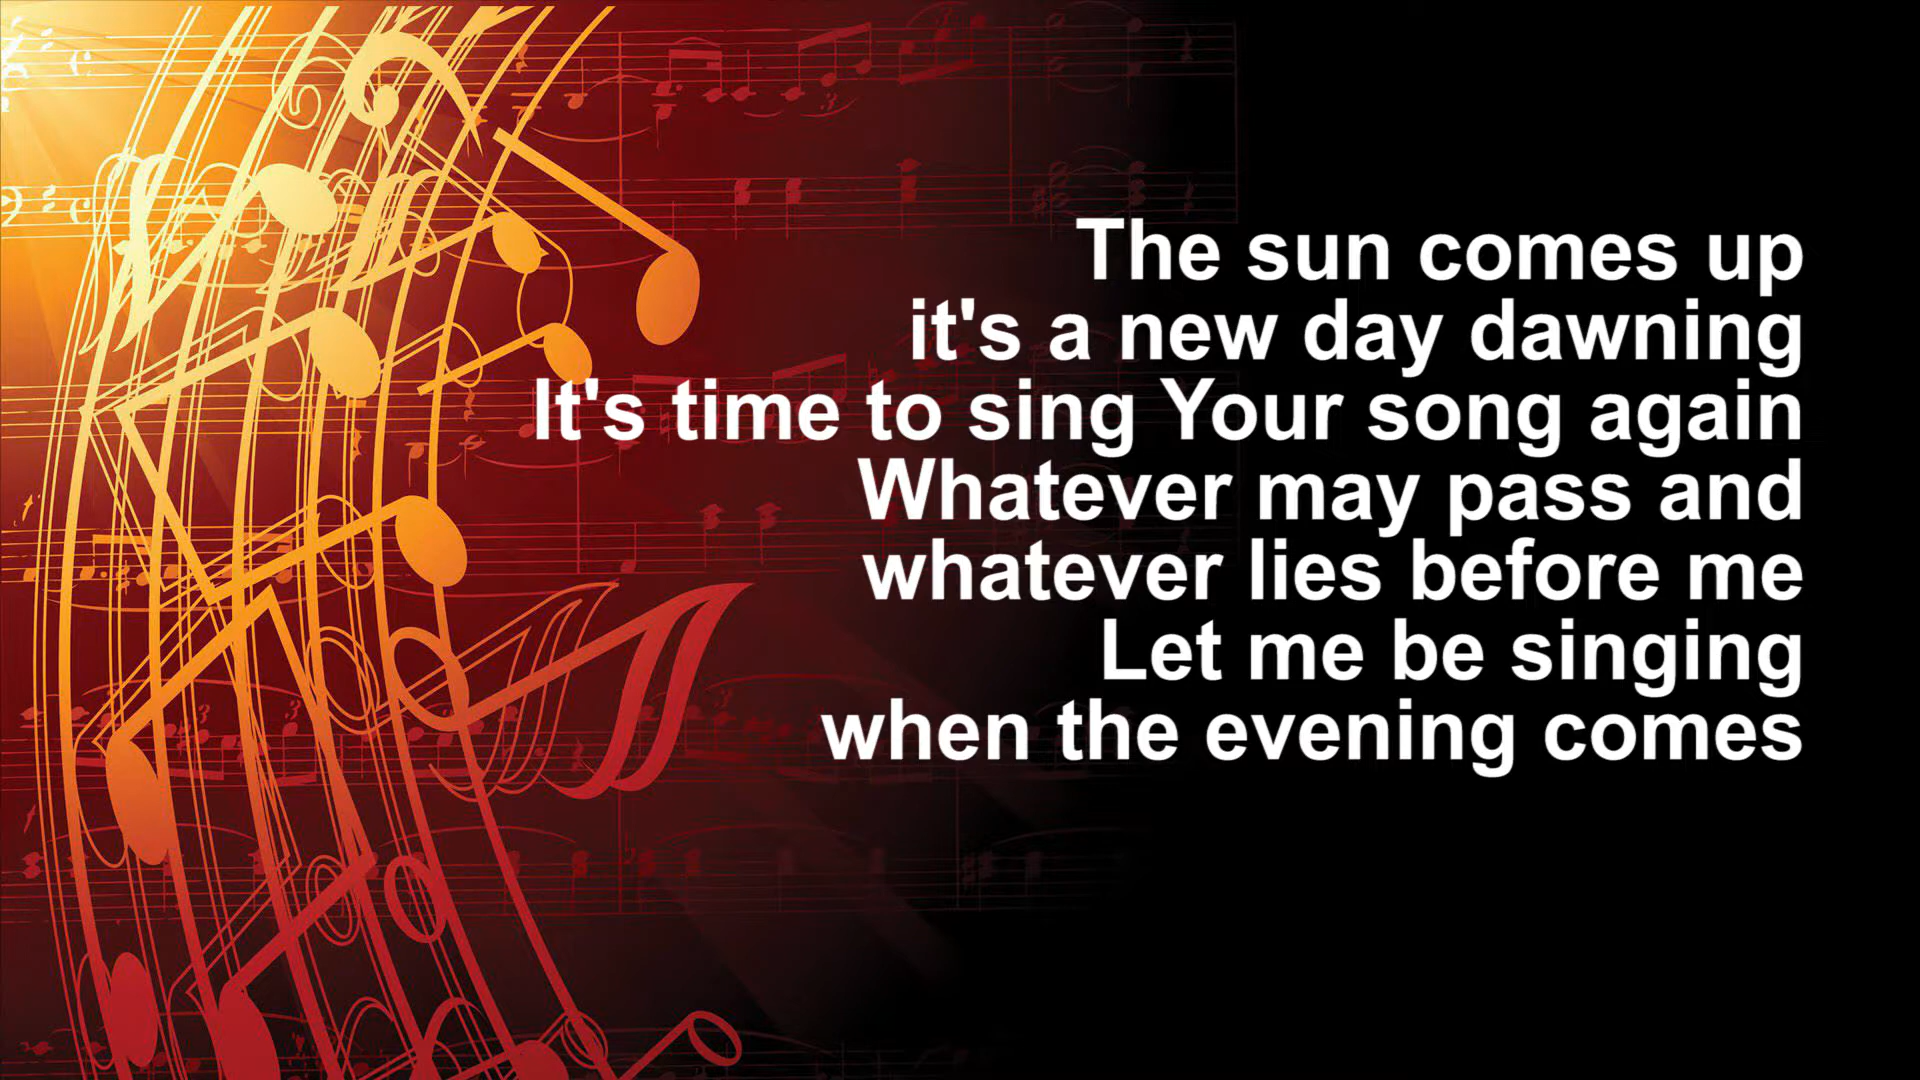 The sun comes up
it's a new day dawning
It's time to sing Your song again
Whatever may pass and
whatever lies before me
Let me be singing
when the evening comes